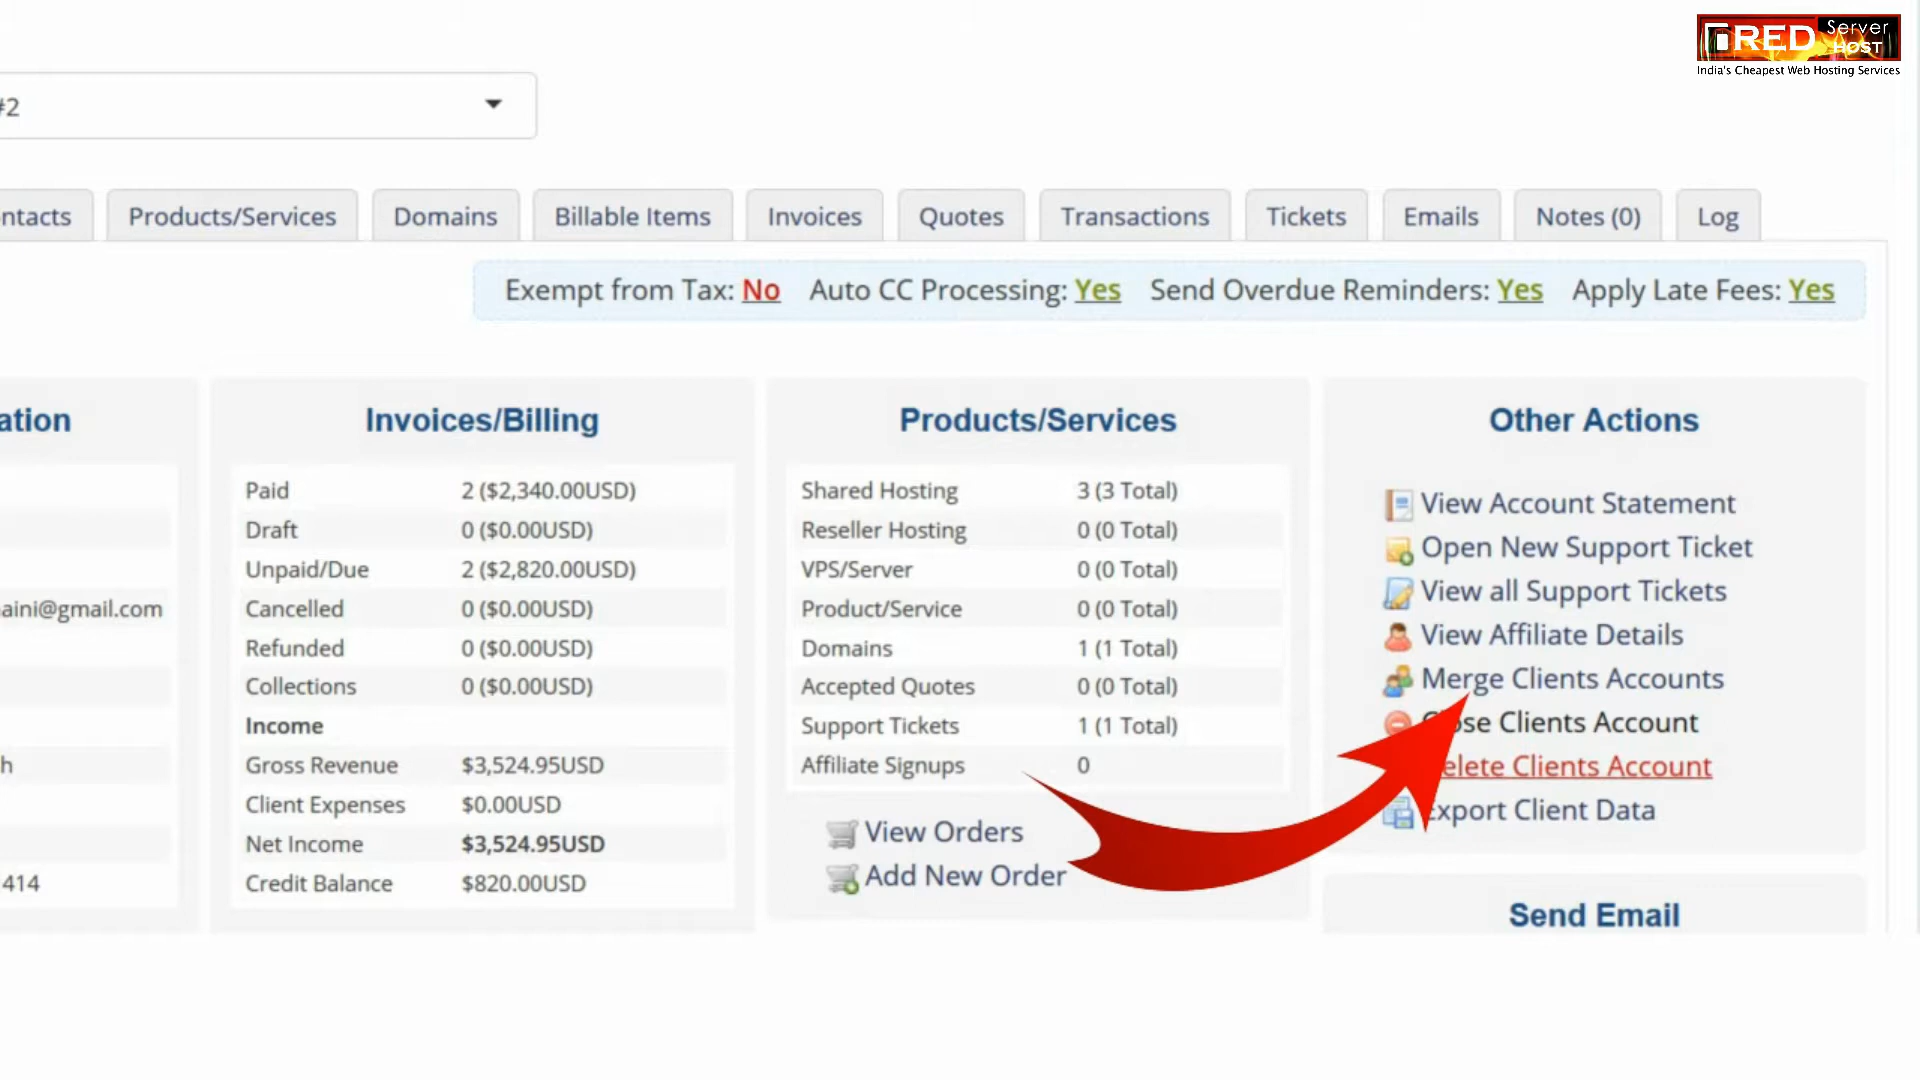 RED Server HOST
India's Cheapest Web Hosting Services
#2
ntacts
Products/Services
Domains
Billable Items
Invoices
Quotes
Transactions
Tickets
Emails
Notes (0)
Log
Exempt from Tax: No Auto CC Processing: Yes Send Overdue Reminders: Yes Apply Late Fees: Yes
ation
aini@gmail.com
h
414
Invoices/Billing
Paid 2 ($2,340.00USD)
Draft 0 ($0.00USD)
Unpaid/Due 2 ($2,820.00USD)
Cancelled 0 ($0.00USD)
Refunded 0 ($0.00USD)
Collections 0 ($0.00USD)
Income
Gross Revenue $3,524.95USD
Client Expenses $0.00USD
Net Income $3,524.95USD
Credit Balance $820.00USD
Products/Services
Shared Hosting 3 (3 Total)
Reseller Hosting 0 (0 Total)
VPS/Server 0 (0 Total)
Product/Service 0 (0 Total)
Domains 1 (1 Total)
Accepted Quotes 0 (0 Total)
Support Tickets 1 (1 Total)
Affiliate Signups 0
View Orders
Add New Order
Other Actions
View Account Statement
Open New Support Ticket
View all Support Tickets
View Affiliate Details
Merge Clients Accounts
Close Clients Account
elete Clients Account
Export Client Data
Send Email